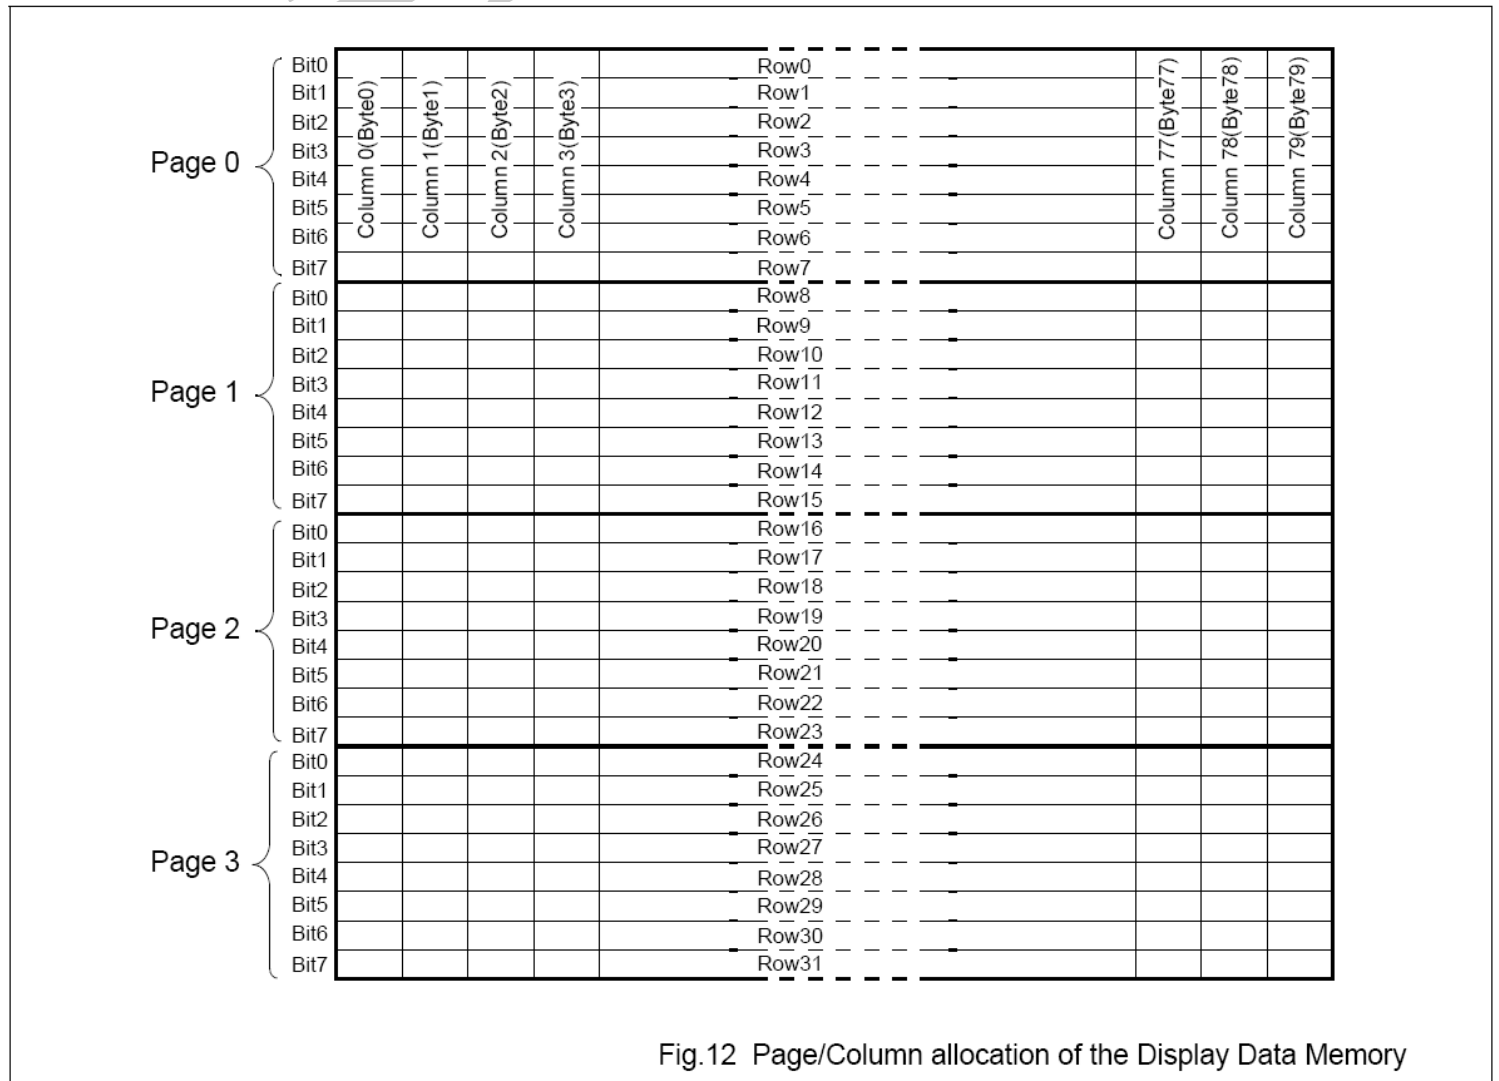 Column 0(Byte0)
Column 1(Byte1)
Column 2(Byte2)
Column 3(Byte3)
Column 77(Byte77)
Column 78(Byte78)
Column 79(Byte79)
Page 0
Bit0 Row0
Bit1 Row1
Bit2 Row2
Bit3 Row3
Bit4 Row4
Bit5 Row5
Bit6 Row6
Bit7 Row7
Page 1
Bit0 Row8
Bit1 Row9
Bit2 Row10
Bit3 Row11
Bit4 Row12
Bit5 Row13
Bit6 Row14
Bit7 Row15
Page 2
Bit0 Row16
Bit1 Row17
Bit2 Row18
Bit3 Row19
Bit4 Row20
Bit5 Row21
Bit6 Row22
Bit7 Row23
Page 3
Bit0 Row24
Bit1 Row25
Bit2 Row26
Bit3 Row27
Bit4 Row28
Bit5 Row29
Bit6 Row30
Bit7 Row31
Fig.12 Page/Column allocation of the Display Data Memory